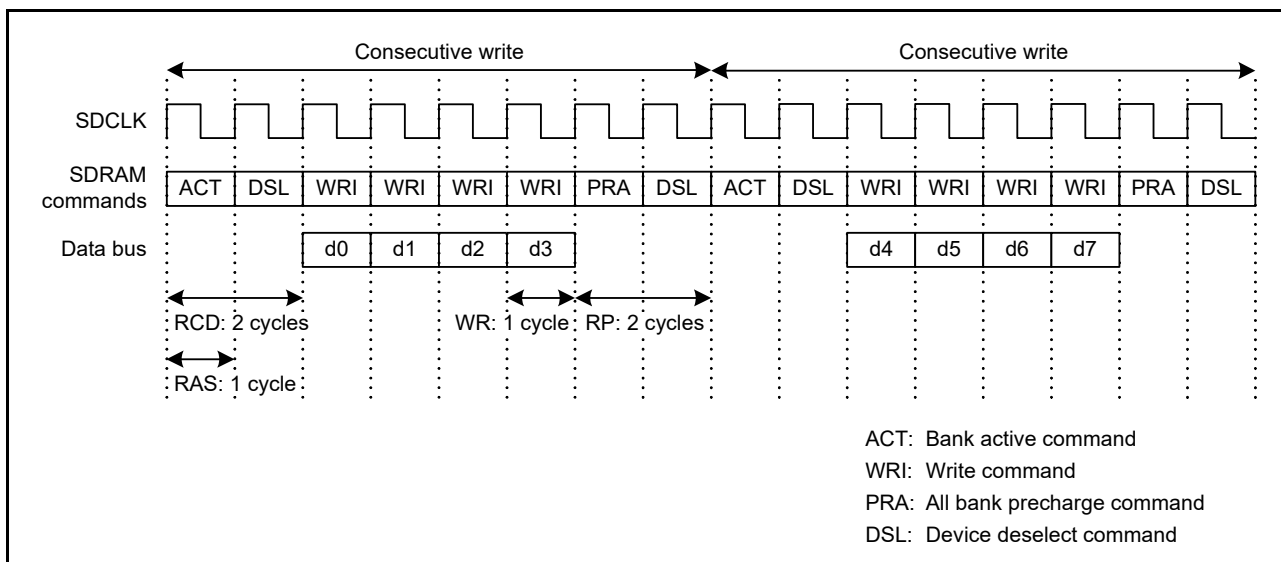 Consecutive write Consecutive write
SDCLK
SDRAM
commands
ACT DSL WRI WRI WRI WRI PRA DSL ACT DSL WRI WRI WRI WRI PRA DSL
Data bus d0 d1 d2 d3 d4 d5 d6 d7
RCD: 2 cycles WR: 1 cycle RP: 2 cycles
RAS: 1 cycle
ACT: Bank active command
WRI: Write command
PRA: All bank precharge command
DSL: Device deselect command